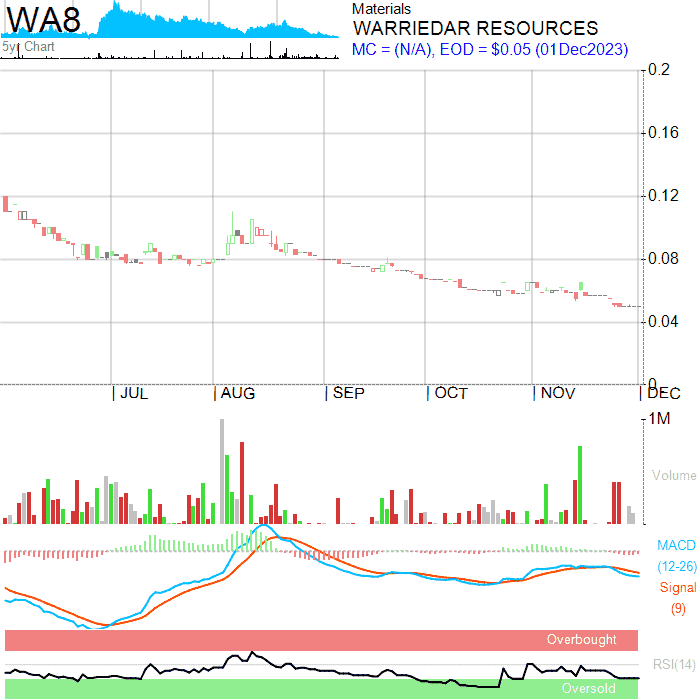 WA8
5yr Chart
Materials
WARRIEDAR RESOURCES
MC = (N/A), EOD = $0.05 (01Dec2023)
0.2
0.16
0.12
0.08
0.04
0
JUL AUG SEP OCT NOV DEC
1M
Volume
MACD
(12-26)
Signal
(9)
Overbought
RSI(14)
Oversold